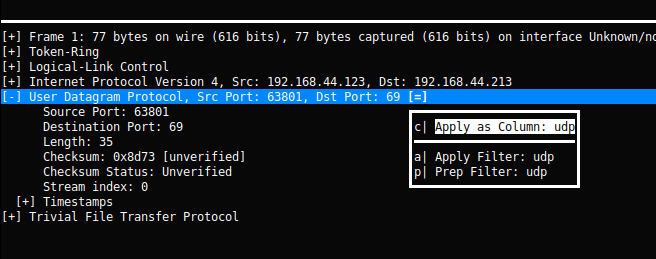 [+] Frame 1: 77 bytes on wire (616 bits), 77 bytes captured (616 bits) on interface Unknown/no
[+] Token-Ring
[+] Logical-Link Control
[+] Internet Protocol Version 4, Src: 192.168.44.123, Dst: 192.168.44.213
[-] User Datagram Protocol, Src Port: 63801, Dst Port: 69 [=]
Source Port: 63801
Destination Port: 69
Length: 35
Checksum: 0x8d73 [unverified]
Checksum Status: Unverified
Stream index: 0
[+] Timestamps
[+] Trivial File Transfer Protocol
c| Apply as Column: udp
a| Apply Filter: udp
p| Prep Filter: udp